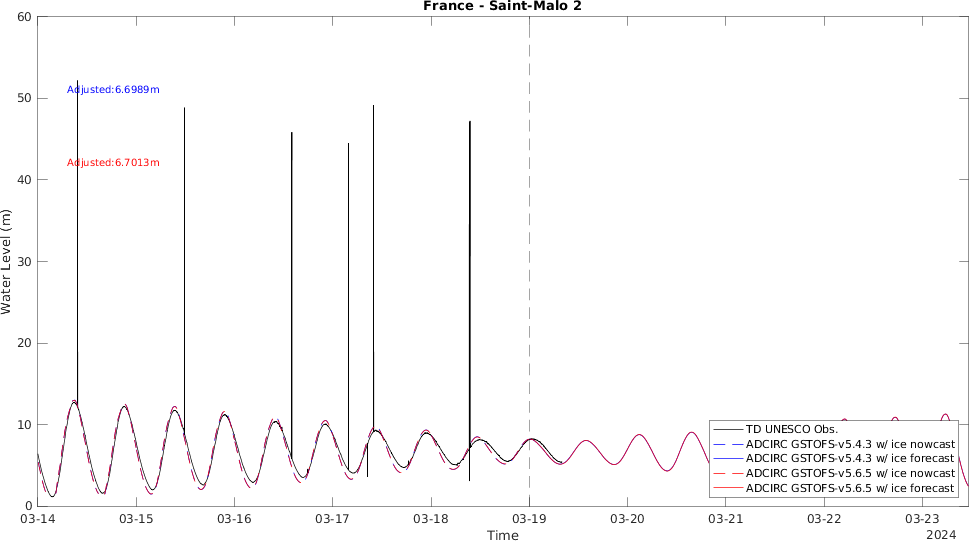 France - Saint-Malo 2
60
50
40
30
20
10
0
Water Level (m)
Adjusted:6.6989m
Adjusted:6.7013m
TD UNESCO Obs.
ADCIRC GSTOFS-v5.4.3 w/ ice nowcast
ADCIRC GSTOFS-v5.4.3 w/ ice forecast
ADCIRC GSTOFS-v5.6.5 w/ ice nowcast
ADCIRC GSTOFS-v5.6.5 w/ ice forecast
03-14 03-15 03-16 03-17 03-18 03-19 03-20 03-21 03-22 03-23
Time
2024